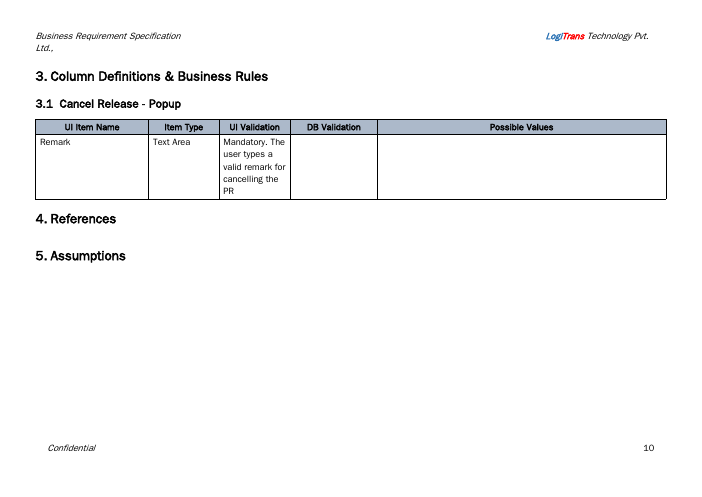 Business Requirement Specification LogiTrans Technology Pvt.
Ltd.,
3. Column Definitions & Business Rules
3.1 Cancel Release - Popup
UI Item Name Item Type UI Validation DB Validation Possible Values
Remark Text Area Mandatory. The
user types a
valid remark for
cancelling the
PR
4. References
5. Assumptions
Confidential 10